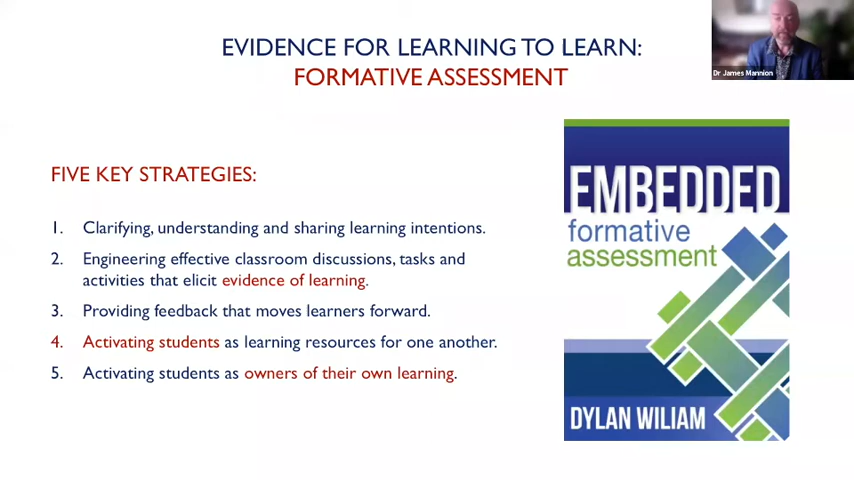 EVIDENCE FOR LEARNING TO LEARN:
FORMATIVE ASSESSMENT
Dr James Mannion
FIVE KEY STRATEGIES:
1. Clarifying, understanding and sharing learning intentions.
2. Engineering effective classroom discussions, tasks and
activities that elicit evidence of learning.
3. Providing feedback that moves learners forward.
4. Activating students as learning resources for one another.
5. Activating students as owners of their own learning.
EMBEDDED
formative
assessment
DYLAN WILIAM